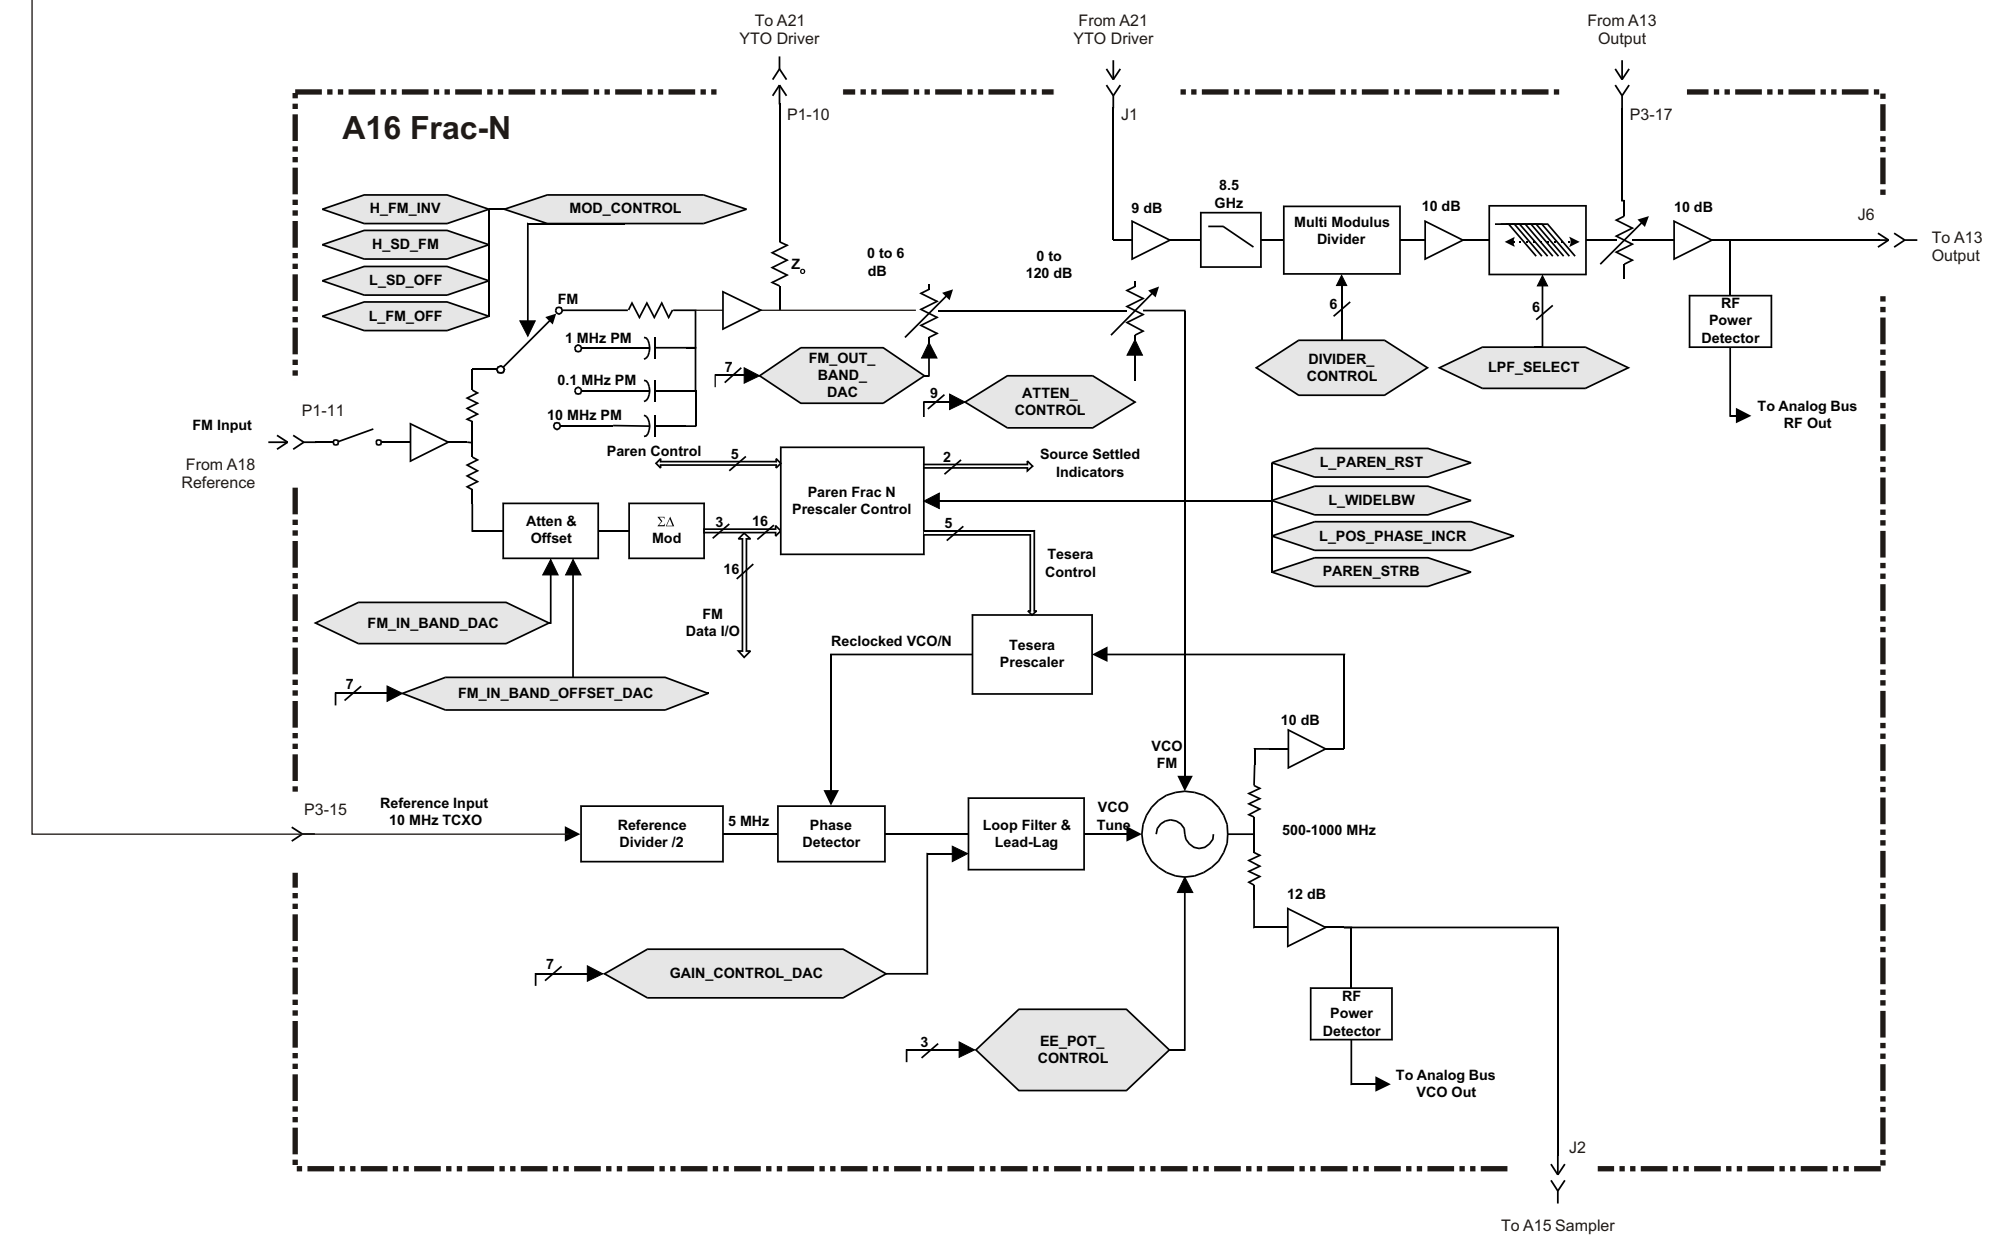 To A21
YTO Driver
From A21
YTO Driver
From A13
Output
P1-10
J1
P3-17
A16 Frac-N
H_FM_INV
MOD_CONTROL
H_SD_FM
L_SD_OFF
L_FM_OFF
Zo
0 to 6
dB
0 to
120 dB
9 dB
8.5
GHz
Multi Modulus
Divider
10 dB
10 dB
J6
To A13
Output
FM
1 MHz PM
0.1 MHz PM
10 MHz PM
7
FM_OUT_
BAND_
DAC
9
ATTEN_
CONTROL
6
DIVIDER_
CONTROL
6
LPF_SELECT
RF
Power
Detector
To Analog Bus
RF Out
P1-11
FM Input
From A18
Reference
Paren Control
5
Paren Frac N
Prescaler Control
2
Source Settled
Indicators
L_PAREN_RST
L_WIDELBW
L_POS_PHASE_INCR
PAREN_STRB
Atten &
Offset
ΣΔ
Mod
3
16
16
5
Tesera
Control
FM
Data I/O
FM_IN_BAND_DAC
7
FM_IN_BAND_OFFSET_DAC
Reclocked VCO/N
Tesera
Prescaler
10 dB
VCO
FM
P3-15
Reference Input
10 MHz TCXO
Reference
Divider /2
5 MHz
Phase
Detector
Loop Filter &
Lead-Lag
VCO
Tune
500-1000 MHz
12 dB
7
GAIN_CONTROL_DAC
3
EE_POT_
CONTROL
RF
Power
Detector
To Analog Bus
VCO Out
J2
To A15 Sampler